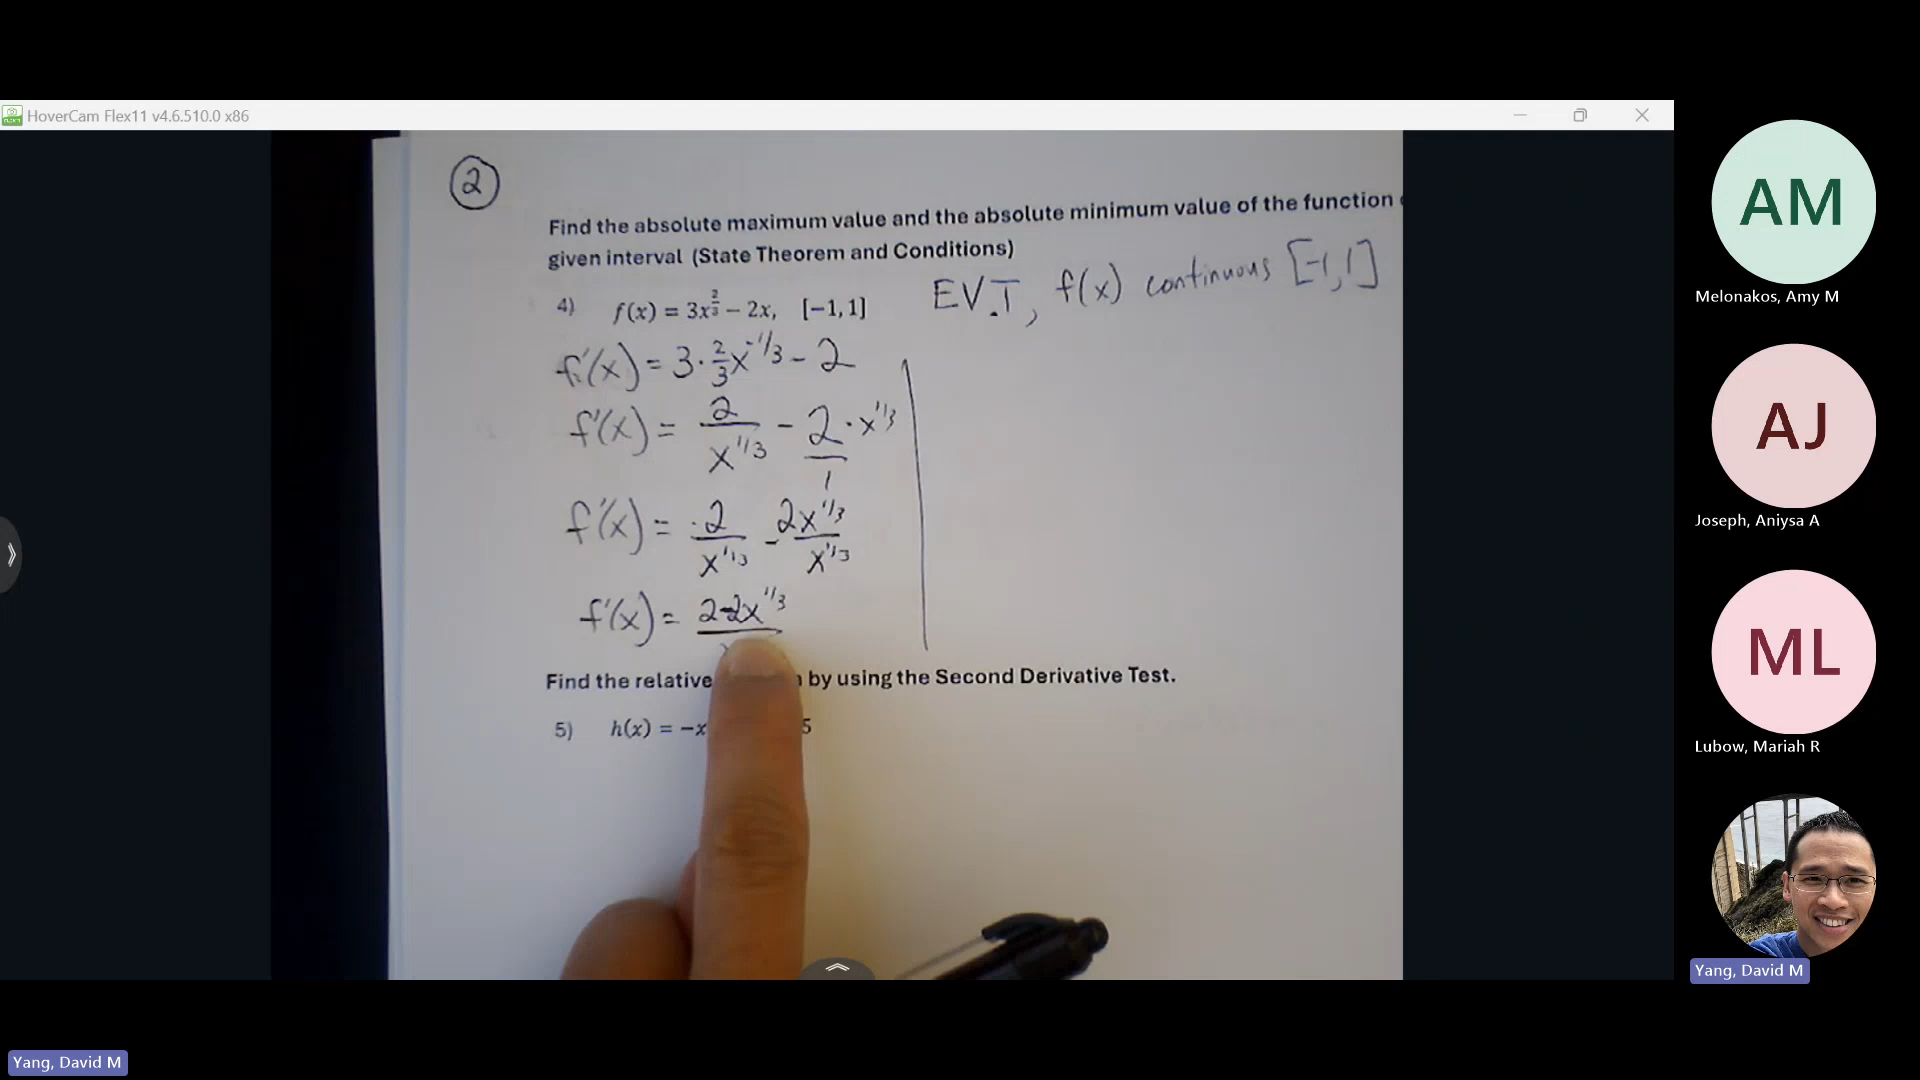 HoverCam Flex11 v4.6.510.0 x86
2
Find the absolute maximum value and the absolute minimum value of the function
given interval (State Theorem and Conditions)
4) f(x) = 3x^(2/3) − 2x, [−1, 1]
EV.T, f(x) continuous [-1, 1]
f'(x) = 3 · 2/3 x^(-1/3) - 2
f'(x) = 2/x^(1/3) - 2/1 · x^(1/3)
f'(x) = 2/x^(1/3) - 2x^(1/3)/x^(1/3)
f'(x) = 2-2x^(1/3)
Find the relative by using the Second Derivative Test.
5) h(x) = −x 5
AM
Melonakos, Amy M
AJ
Joseph, Aniysa A
ML
Lubow, Mariah R
Yang, David M
Yang, David M